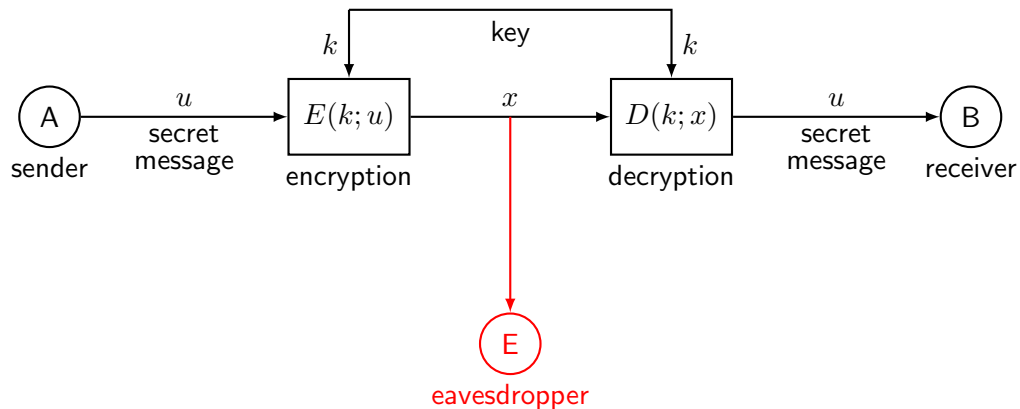 k key k
A u E(k; u) x D(k; x) u B
secret
message
secret
message
sender encryption decryption receiver
E
eavesdropper